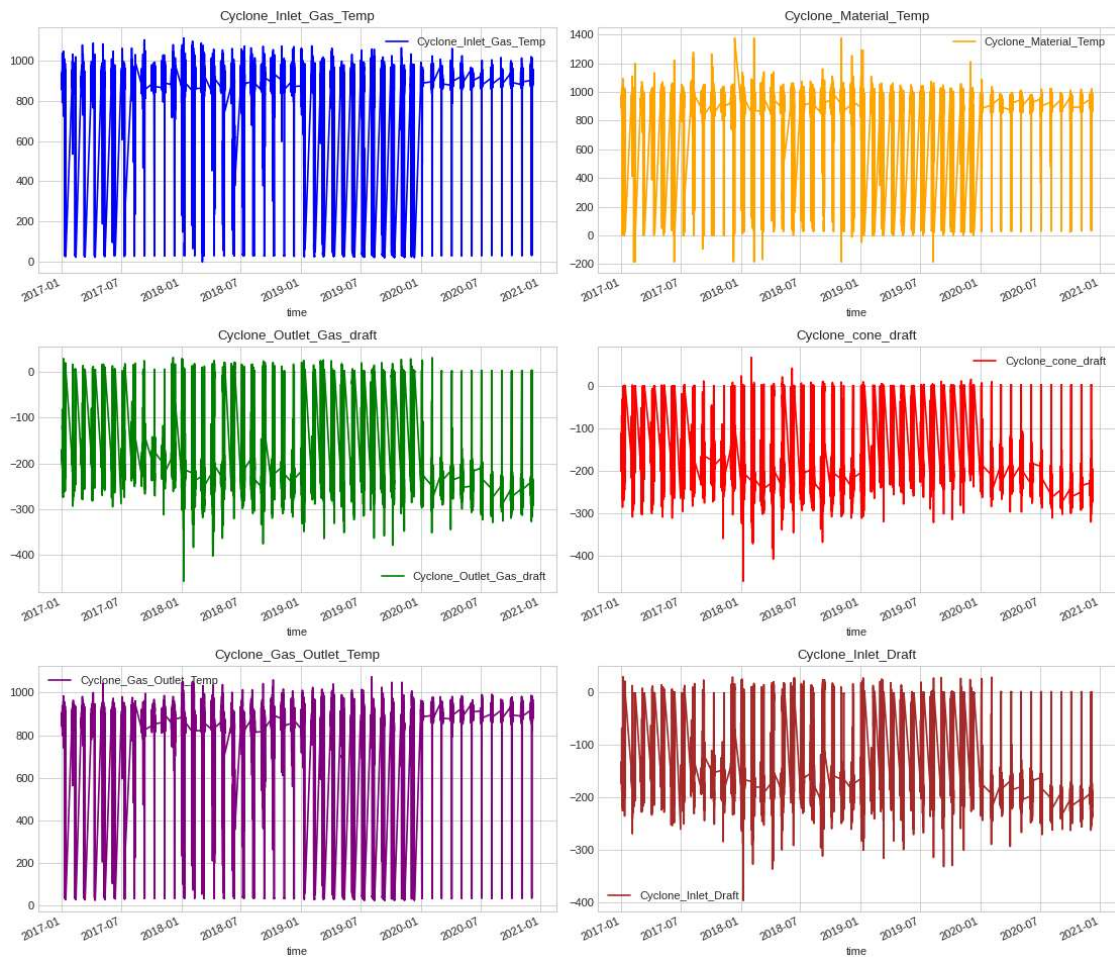 Cyclone_Inlet_Gas_Temp
Cyclone_Inlet_Gas_Temp
1000
800
600
400
200
0
2017-01 2017-07 2018-01 2018-07 2019-01 2019-07 2020-01 2020-07 2021-01
time
Cyclone_Material_Temp
Cyclone_Material_Temp
1400
1200
1000
800
600
400
200
0
−200
2017-01 2017-07 2018-01 2018-07 2019-01 2019-07 2020-01 2020-07 2021-01
time
Cyclone_Outlet_Gas_draft
0
−100
−200
−300
−400
Cyclone_Outlet_Gas_draft
2017-01 2017-07 2018-01 2018-07 2019-01 2019-07 2020-01 2020-07 2021-01
time
Cyclone_cone_draft
Cyclone_cone_draft
0
−100
−200
−300
−400
2017-01 2017-07 2018-01 2018-07 2019-01 2019-07 2020-01 2020-07 2021-01
time
Cyclone_Gas_Outlet_Temp
Cyclone_Gas_Outlet_Temp
1000
800
600
400
200
0
2017-01 2017-07 2018-01 2018-07 2019-01 2019-07 2020-01 2020-07 2021-01
time
Cyclone_Inlet_Draft
0
−100
−200
−300
−400
Cyclone_Inlet_Draft
2017-01 2017-07 2018-01 2018-07 2019-01 2019-07 2020-01 2020-07 2021-01
time